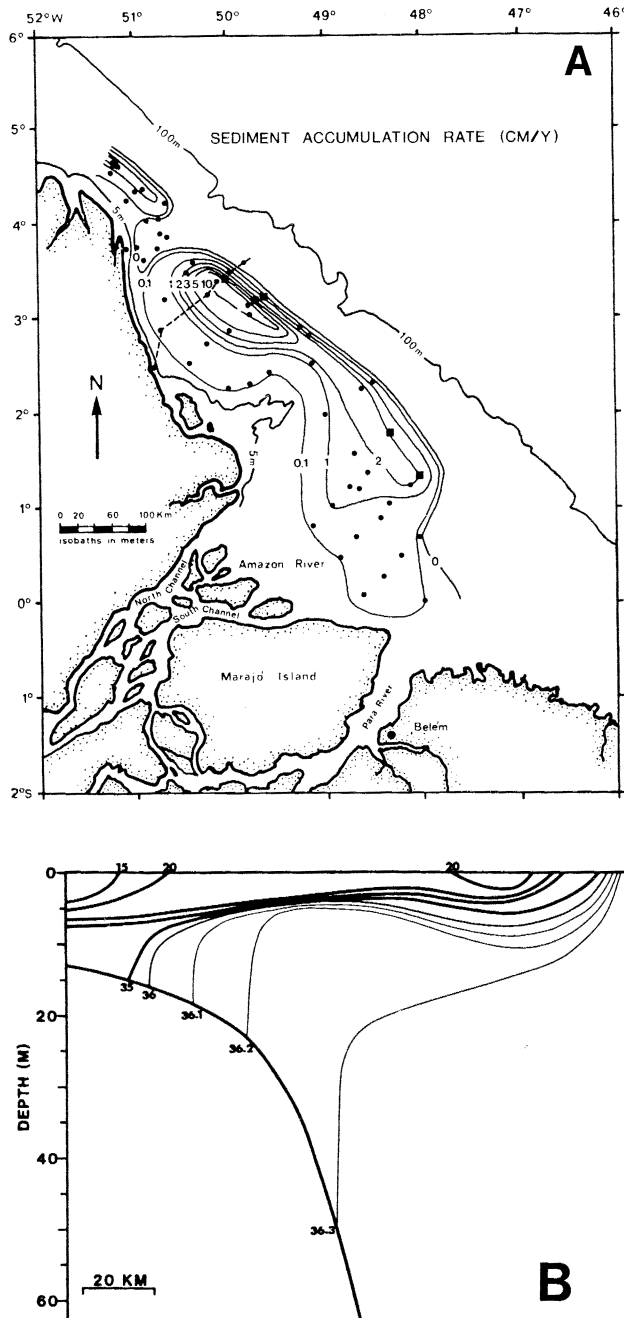 52°W 51° 50° 49° 48° 47° 46°
6°
A
5°
100m
SEDIMENT ACCUMULATION RATE (CM/Y)
5m
4°
0
0.1 1 2 3 5 10
3°
100m
N
2°
5m
0.1 1 2
1°
0 20 60 100 Km
isobaths in meters
0
Amazon River
North Channel
0°
South Channel
Marajó Island
1°
Para River
Belém
2°S
0 15 20 20
35
36
36.1
20
36.2
DEPTH (M)
40
36.3
B
20 KM
60